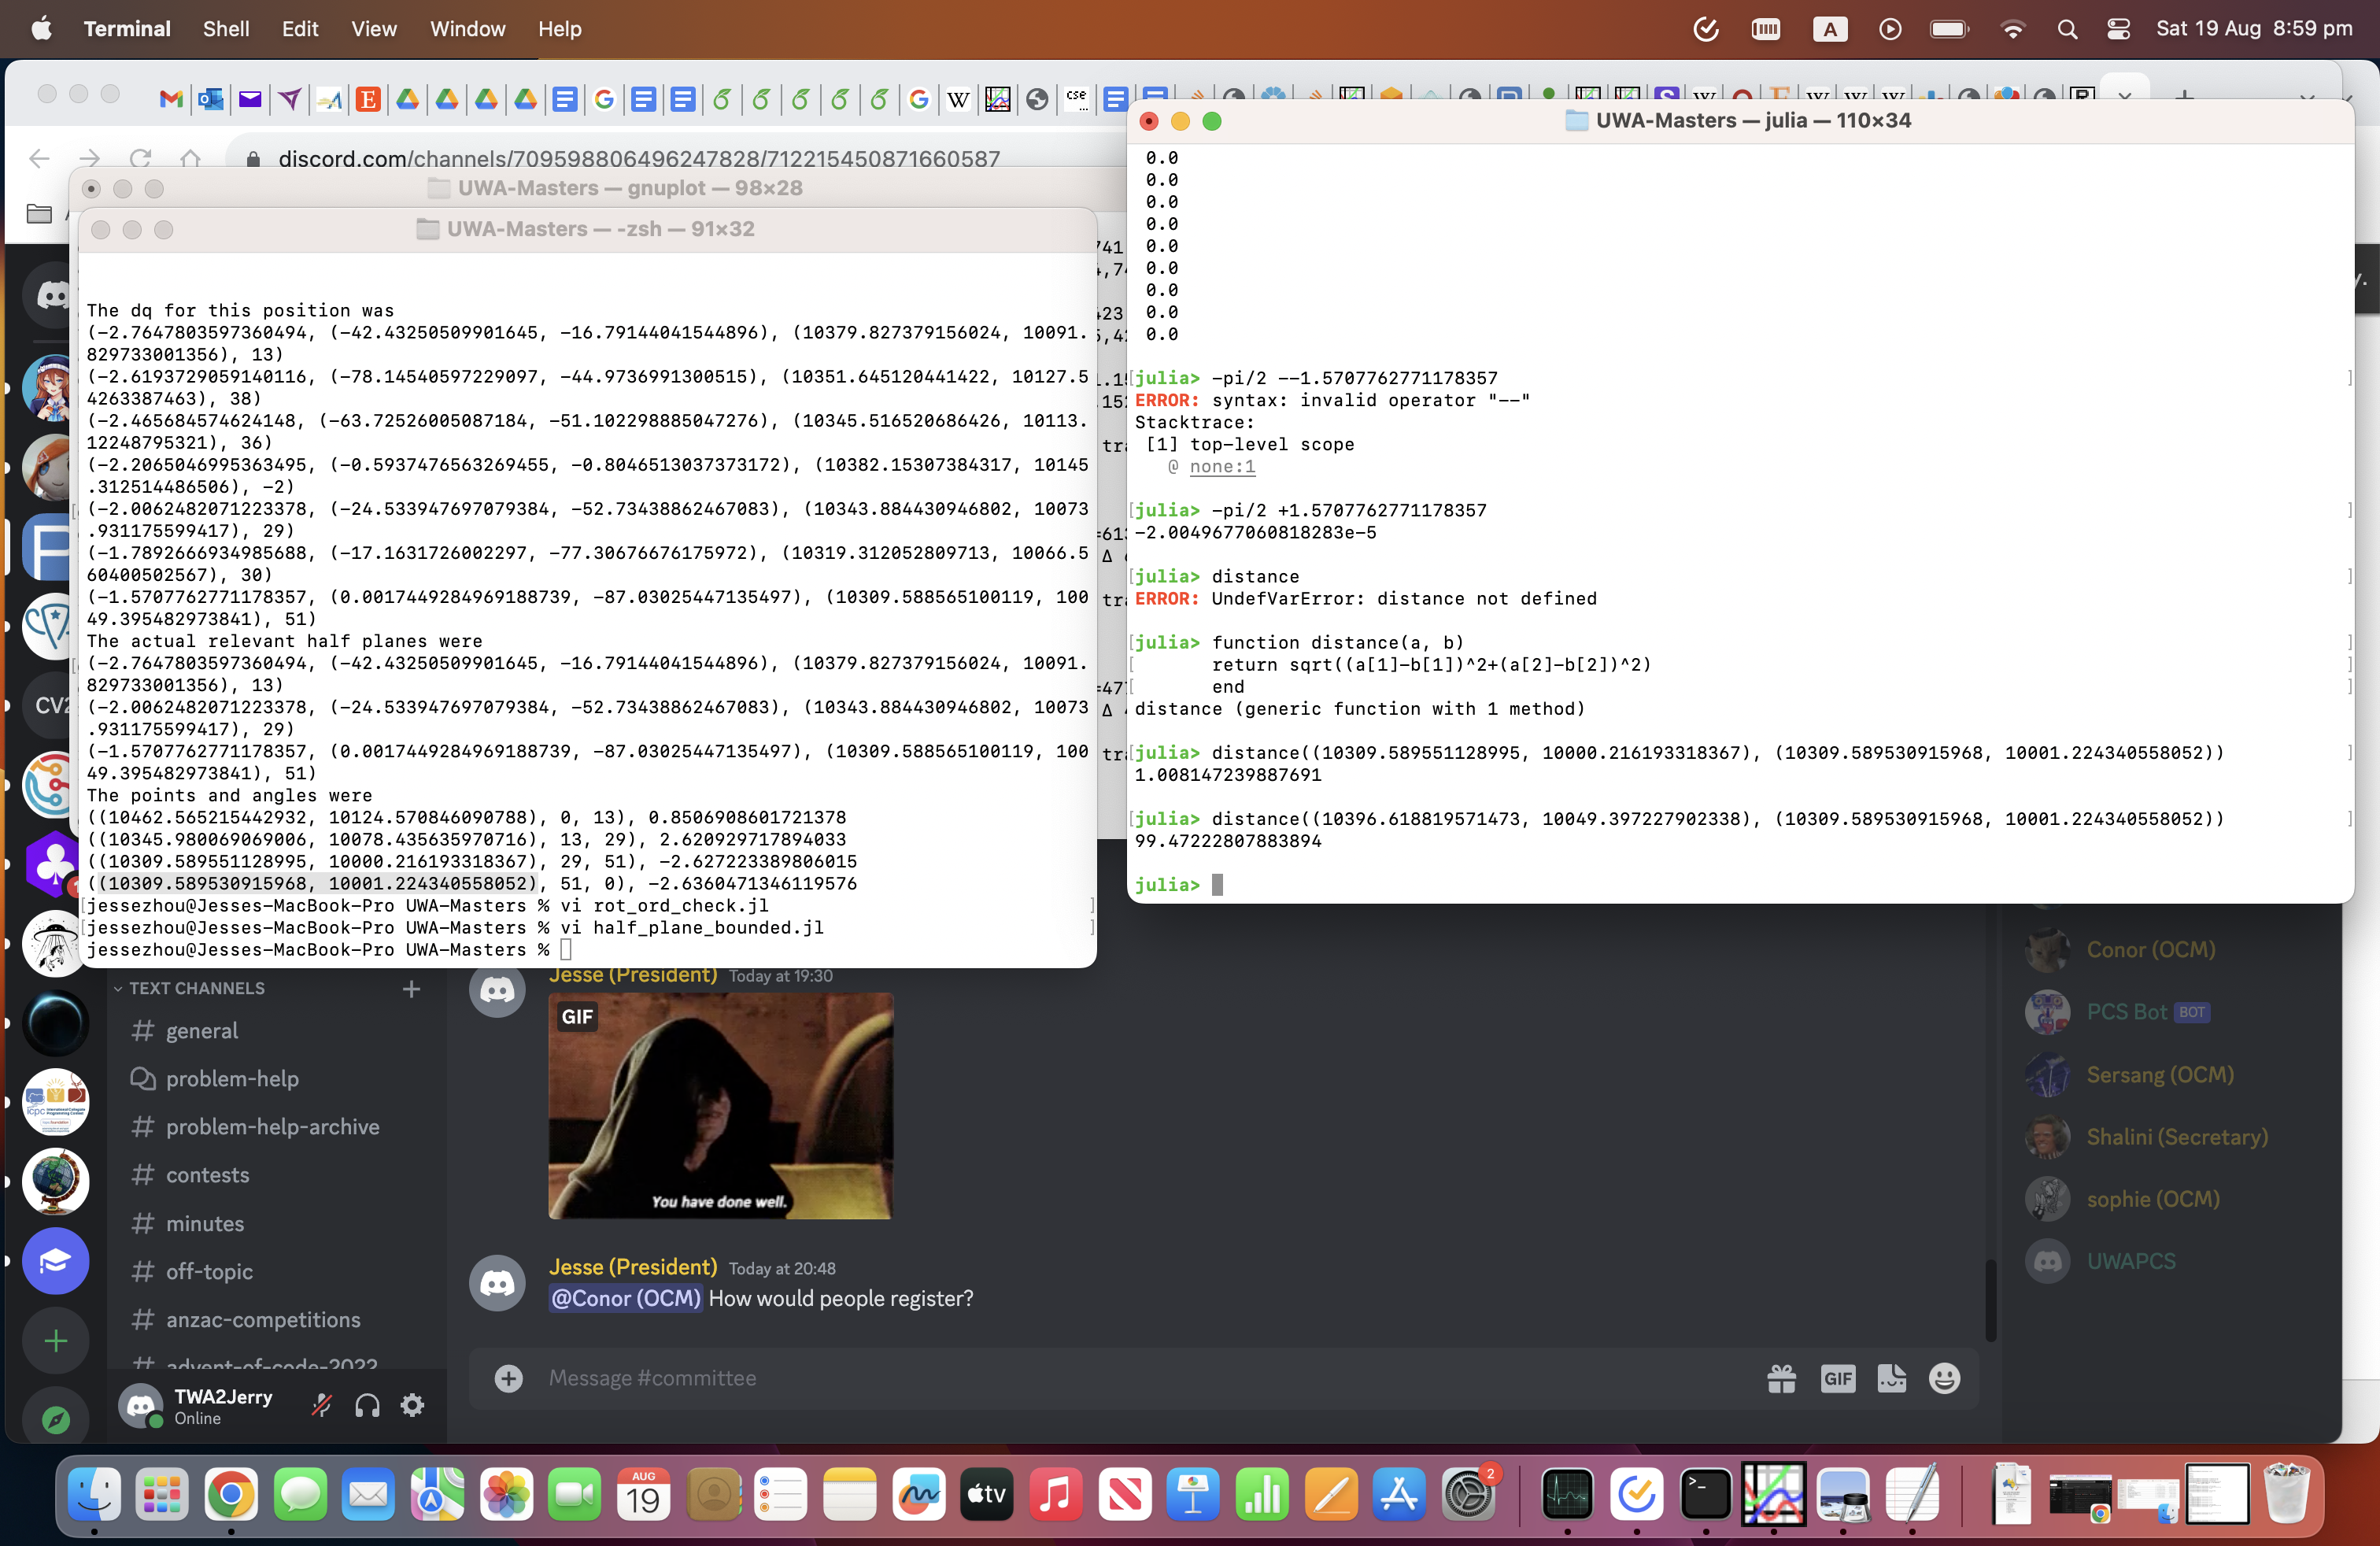 Terminal Shell Edit View Window Help
A
Sat 19 Aug 8:59 pm
cse
discord.com/channels/709598806496247828/712215450871660587
UWA-Masters — gnuplot — 98×28
UWA-Masters — -zsh — 91×32
The dq for this position was
(-2.7647803597360494, (-42.43250509901645, -16.79144041544896), (10379.827379156024, 10091.
829733001356), 13)
(-2.6193729059140116, (-78.14540597229097, -44.9736991300515), (10351.645120441422, 10127.5
4263387463), 38)
(-2.465684574624148, (-63.72526005087184, -51.102298885047276), (10345.516520686426, 10113.
12248795321), 36)
(-2.2065046995363495, (-0.5937476563269455, -0.8046513037373172), (10382.15307384317, 10145
.312514486506), -2)
(-2.0062482071223378, (-24.533947697079384, -52.73438862467083), (10343.884430946802, 10073
.931175599417), 29)
(-1.7892666934985688, (-17.1631726002297, -77.30676676175972), (10319.312052809713, 10066.5
60400502567), 30)
(-1.5707762771178357, (0.0017449284969188739, -87.03025447135497), (10309.588565100119, 100
49.395482973841), 51)
The actual relevant half planes were
(-2.7647803597360494, (-42.43250509901645, -16.79144041544896), (10379.827379156024, 10091.
829733001356), 13)
(-2.0062482071223378, (-24.533947697079384, -52.73438862467083), (10343.884430946802, 10073
.931175599417), 29)
(-1.5707762771178357, (0.0017449284969188739, -87.03025447135497), (10309.588565100119, 100
49.395482973841), 51)
The points and angles were
((10462.565215442932, 10124.570846090788), 0, 13), 0.8506908601721378
((10345.980069069006, 10078.435635970716), 13, 29), 2.620929717894033
((10309.589551128995, 10000.216193318367), 29, 51), -2.627223389806015
((10309.589530915968, 10001.224340558052), 51, 0), -2.6360471346119576
jessezhou@Jesses-MacBook-Pro UWA-Masters % vi rot_ord_check.jl
jessezhou@Jesses-MacBook-Pro UWA-Masters % vi half_plane_bounded.jl
jessezhou@Jesses-MacBook-Pro UWA-Masters %
UWA-Masters — julia — 110×34
0.0
0.0
0.0
0.0
0.0
0.0
0.0
0.0
0.0
julia> -pi/2 --1.5707762771178357
ERROR: syntax: invalid operator "--"
Stacktrace:
[1] top-level scope
@ none:1
julia> -pi/2 +1.5707762771178357
-2.0049677060818283e-5
julia> distance
ERROR: UndefVarError: distance not defined
julia> function distance(a, b)
return sqrt((a[1]-b[1])^2+(a[2]-b[2])^2)
end
distance (generic function with 1 method)
julia> distance((10309.589551128995, 10000.216193318367), (10309.589530915968, 10001.224340558052))
1.008147239887691
julia> distance((10396.618819571473, 10049.397227902338), (10309.589530915968, 10001.224340558052))
99.47222807883894
julia>
CV2
TEXT CHANNELS
general
problem-help
problem-help-archive
contests
minutes
off-topic
anzac-competitions
advent-of-code-2022
TWA2Jerry
Online
Jesse (President) Today at 19:30
GIF
You have done well.
Jesse (President) Today at 20:48
@Conor (OCM) How would people register?
Message #committee
GIF
Conor (OCM)
PCS Bot BOT
Sersang (OCM)
Shalini (Secretary)
sophie (OCM)
UWAPCS
AUG
19
tv
2